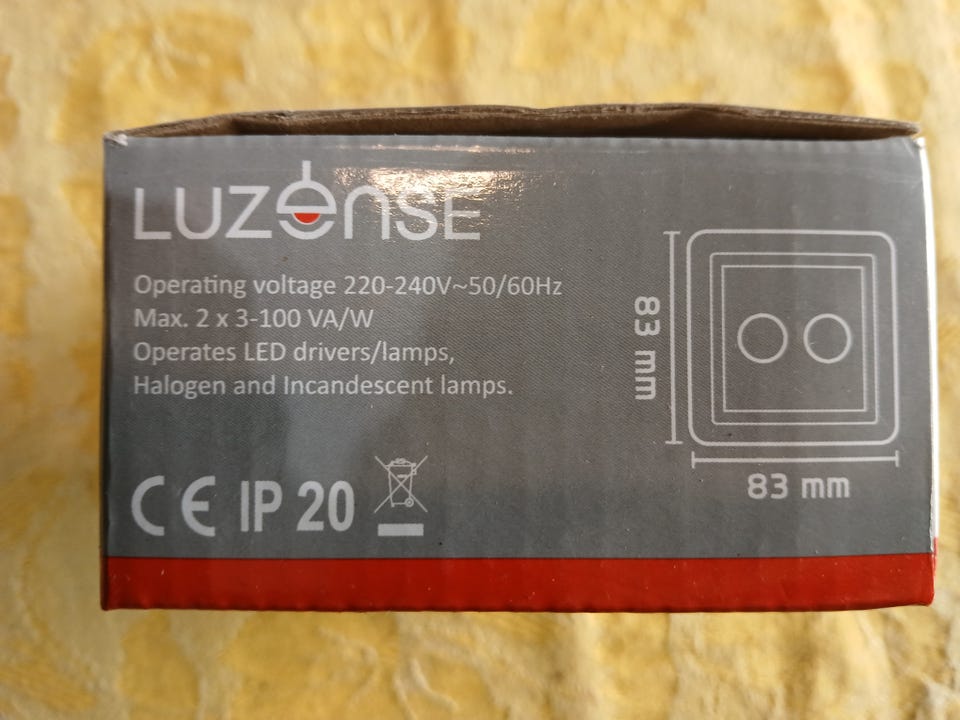 LUZENSE
Operating voltage 220-240V~50/60Hz
Max. 2 x 3-100 VA/W
Operates LED drivers/lamps,
Halogen and Incandescent lamps.
CE IP 20
83 mm
83 mm